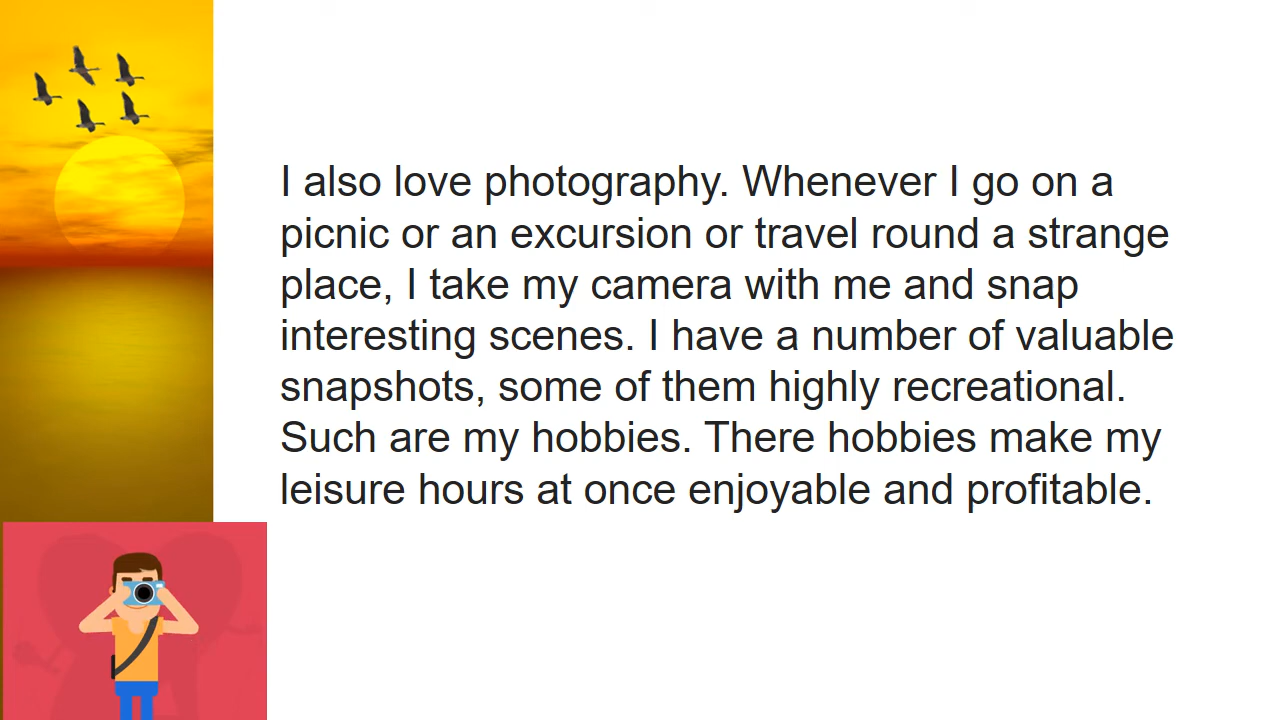 I also love photography. Whenever I go on a
picnic or an excursion or travel round a strange
place, I take my camera with me and snap
interesting scenes. I have a number of valuable
snapshots, some of them highly recreational.
Such are my hobbies. There hobbies make my
leisure hours at once enjoyable and profitable.